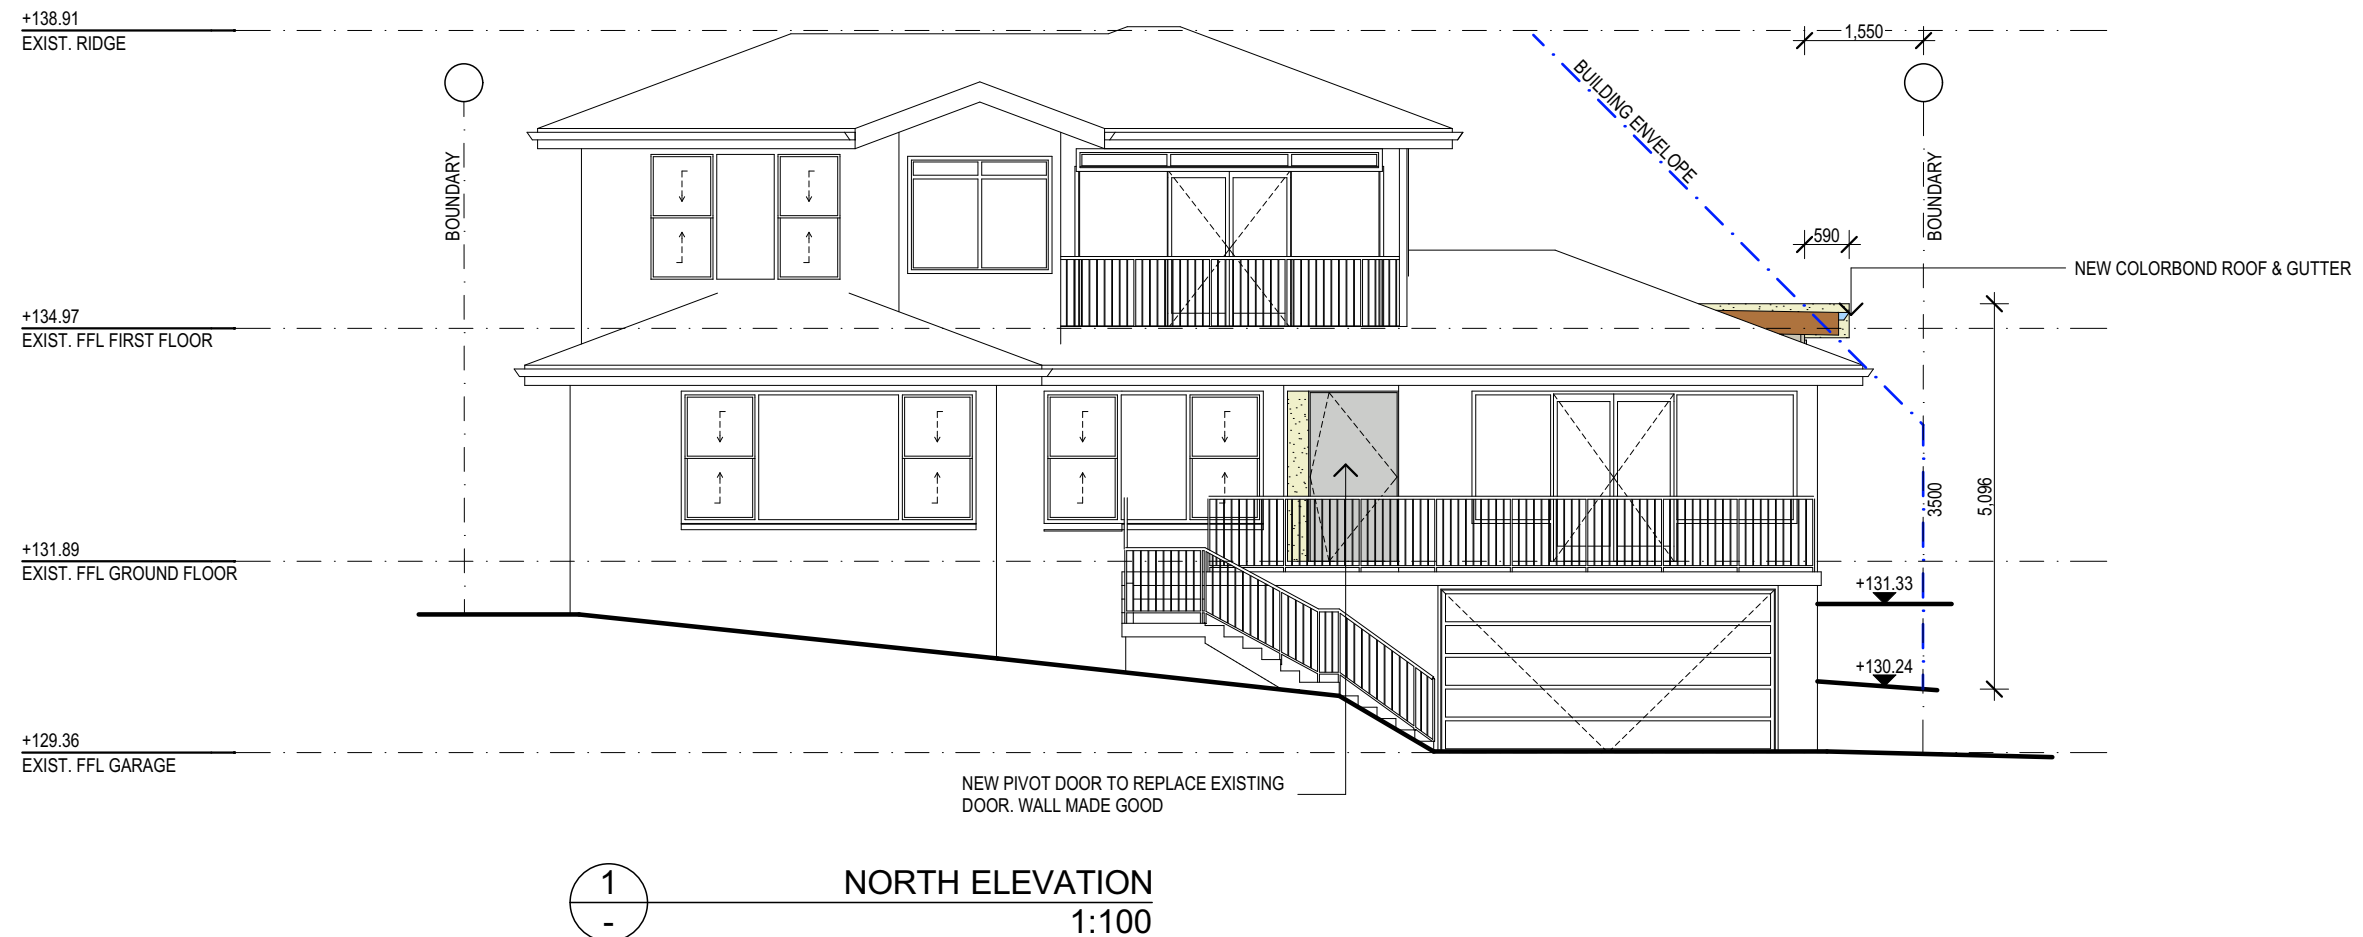 +138.91
EXIST. RIDGE
1,550
BUILDING ENVELOPE
BOUNDARY
BOUNDARY
590
NEW COLORBOND ROOF & GUTTER
+134.97
EXIST. FFL FIRST FLOOR
3500
5,096
+131.89
EXIST. FFL GROUND FLOOR
+131.33
+130.24
+129.36
EXIST. FFL GARAGE
NEW PIVOT DOOR TO REPLACE EXISTING
DOOR. WALL MADE GOOD
1
-
NORTH ELEVATION
1:100